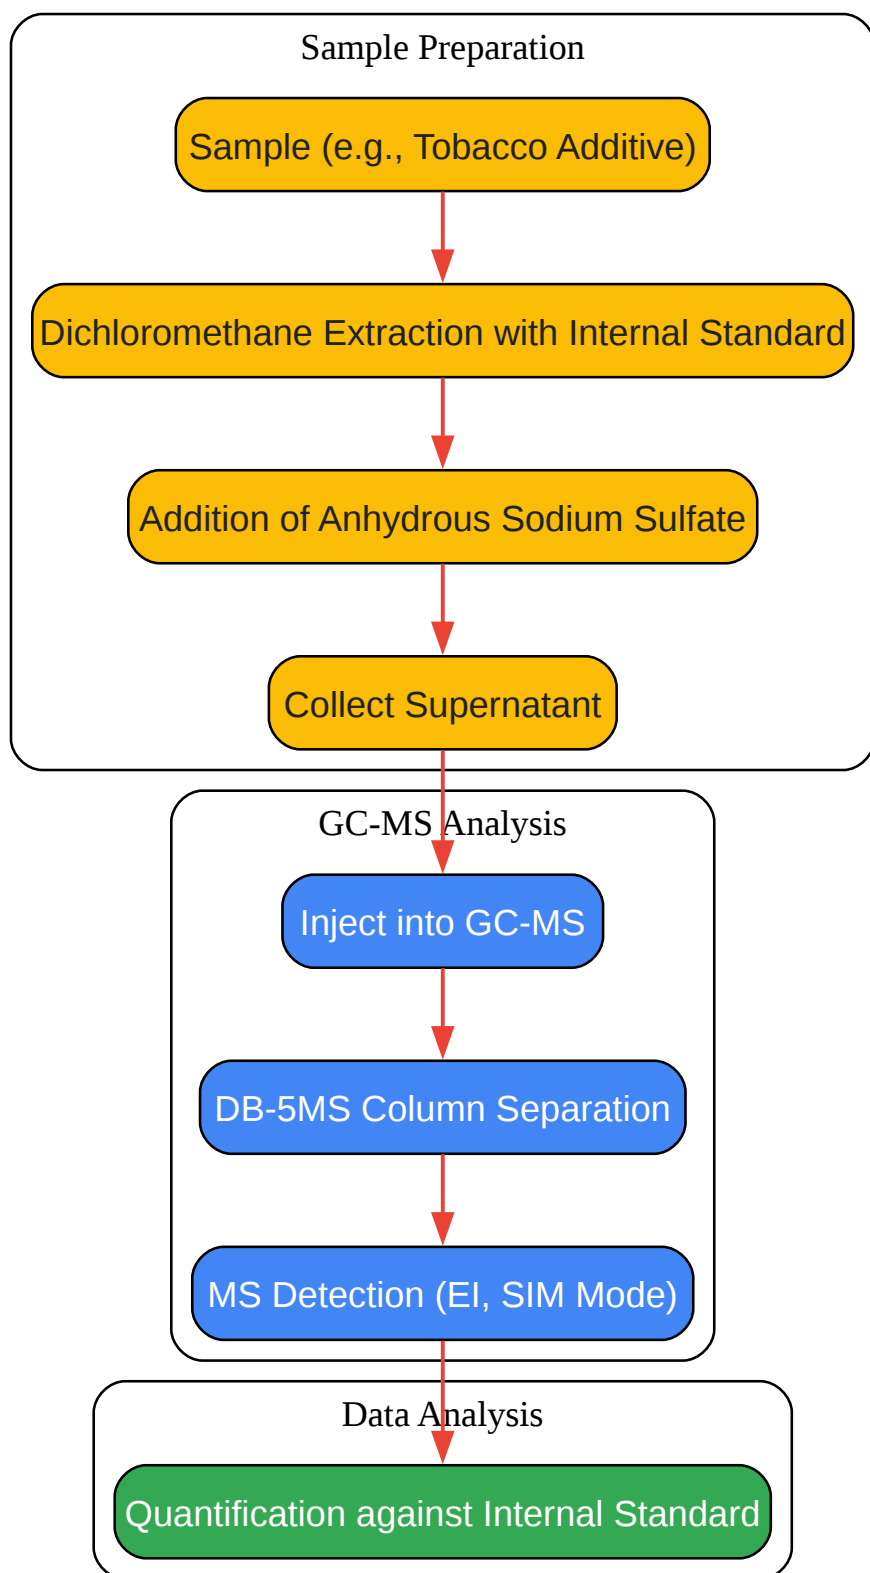 Sample Preparation
Sample (e.g., Tobacco Additive)
Dichloromethane Extraction with Internal Standard
Addition of Anhydrous Sodium Sulfate
Collect Supernatant
GC-MS Analysis
Inject into GC-MS
DB-5MS Column Separation
MS Detection (EI, SIM Mode)
Data Analysis
Quantification against Internal Standard